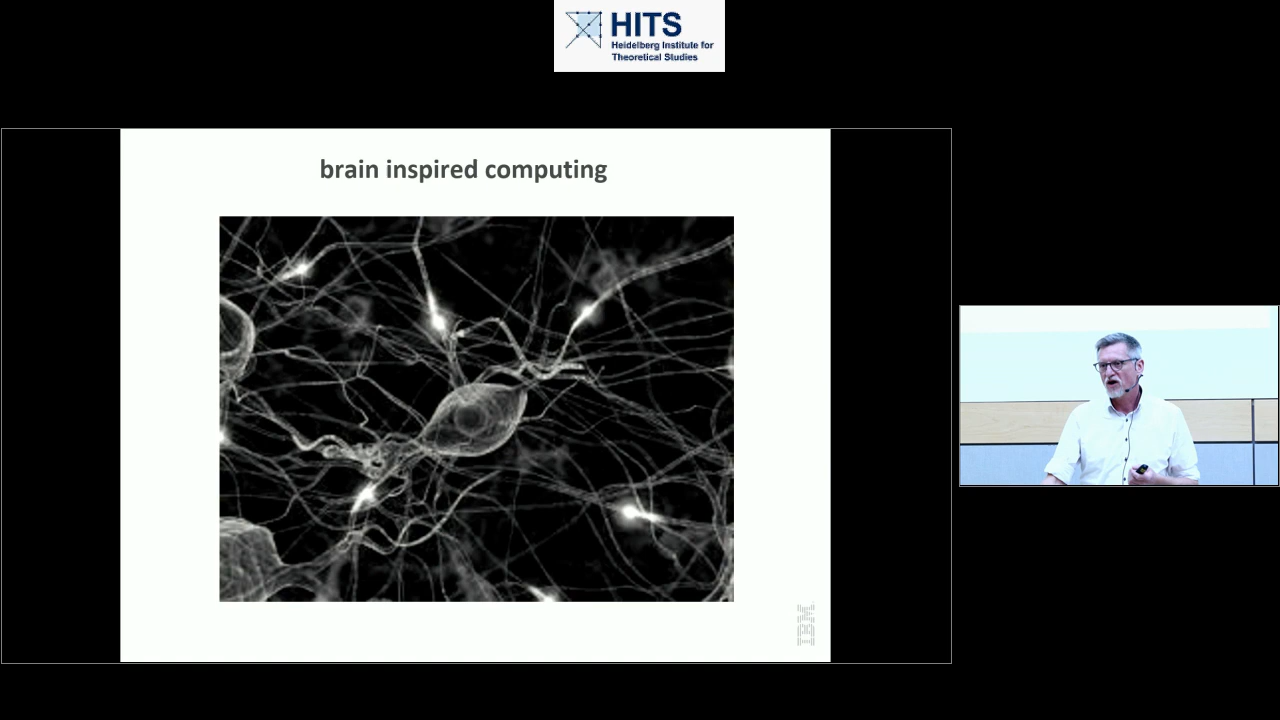 HITS
Heidelberg Institute for
Theoretical Studies
brain inspired computing
IBM